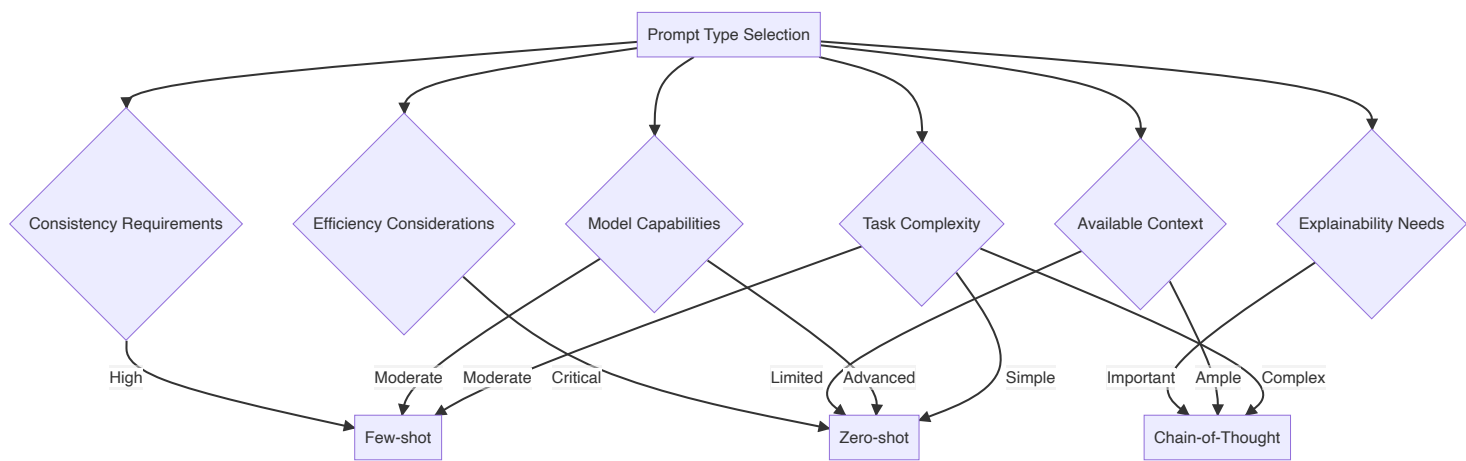 Prompt Type Selection
Consistency Requirements
Efficiency Considerations
Model Capabilities
Task Complexity
Available Context
Explainability Needs
High
Moderate
Moderate
Critical
Limited
Advanced
Simple
Important
Ample
Complex
Few-shot
Zero-shot
Chain-of-Thought